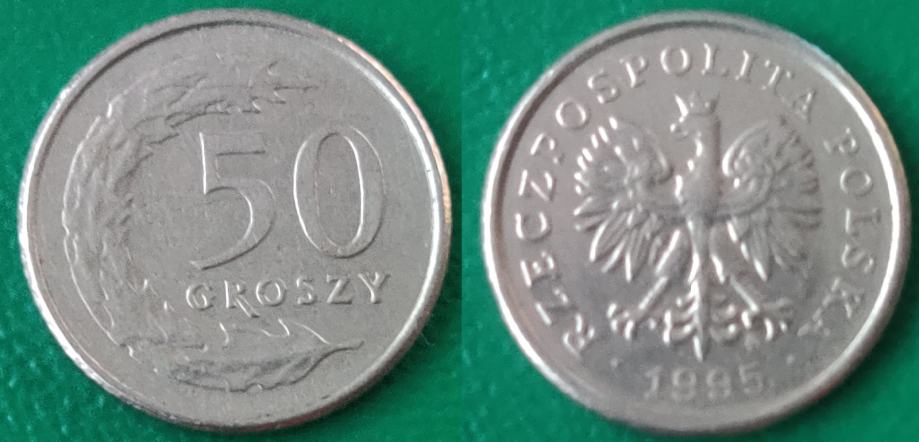 50
GROSZY
RZECZPOSPOLITA POLSKA
1995